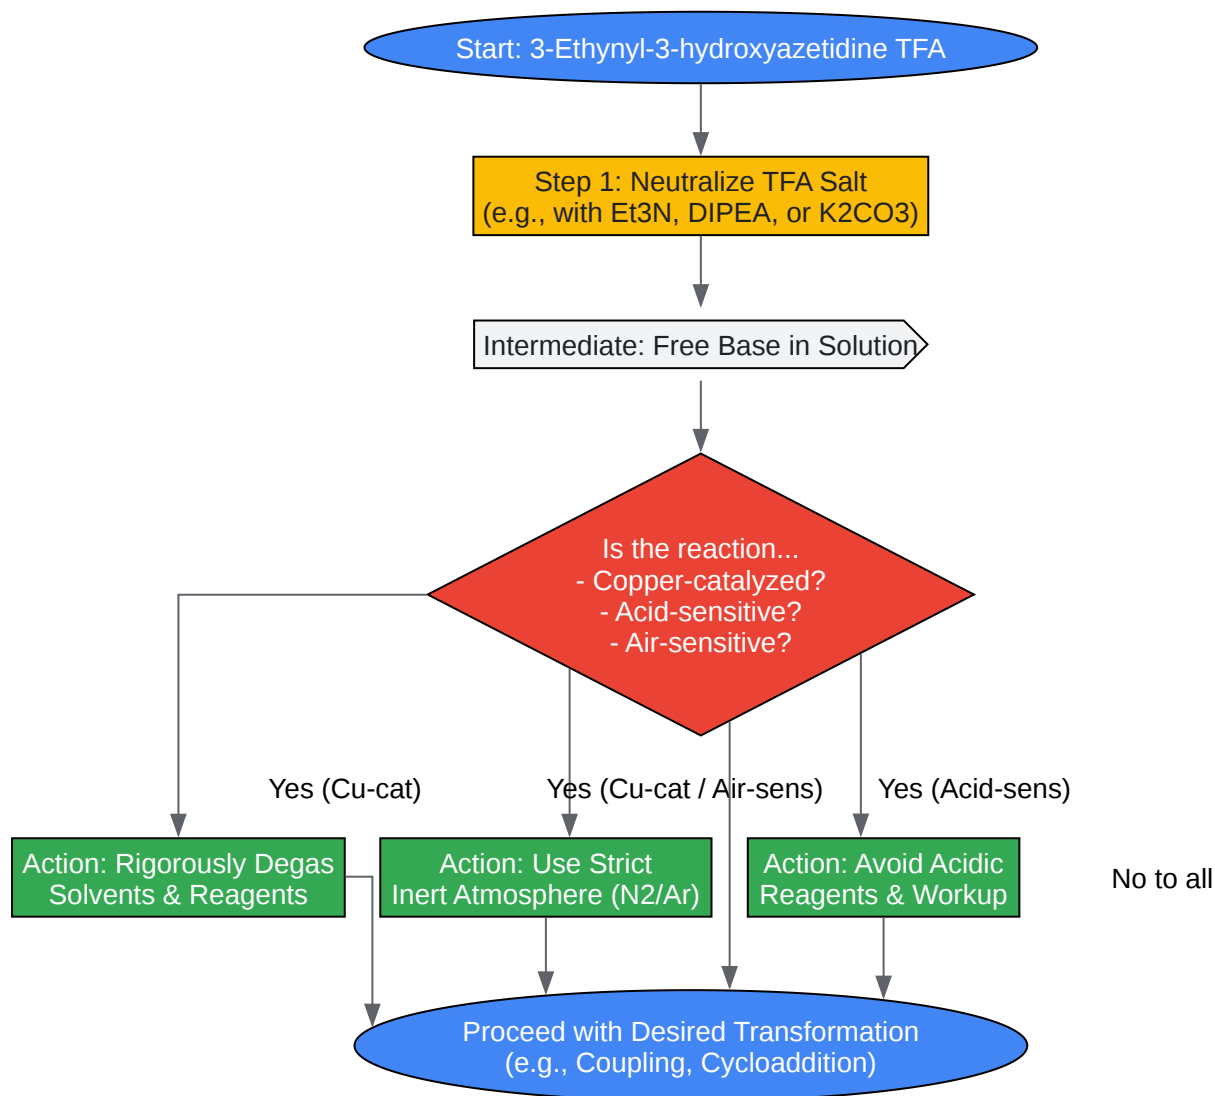 Start: 3-Ethynyl-3-hydroxyazetidine TFA
Step 1: Neutralize TFA Salt
(e.g., with Et3N, DIPEA, or K2CO3)
Intermediate: Free Base in Solution
Is the reaction...
- Copper-catalyzed?
- Acid-sensitive?
- Air-sensitive?
Yes (Cu-cat)
Yes (Cu-cat / Air-sens)
Yes (Acid-sens)
Action: Rigorously Degas
Solvents & Reagents
Action: Use Strict
Inert Atmosphere (N2/Ar)
Action: Avoid Acidic
Reagents & Workup
No to all
Proceed with Desired Transformation
(e.g., Coupling, Cycloaddition)